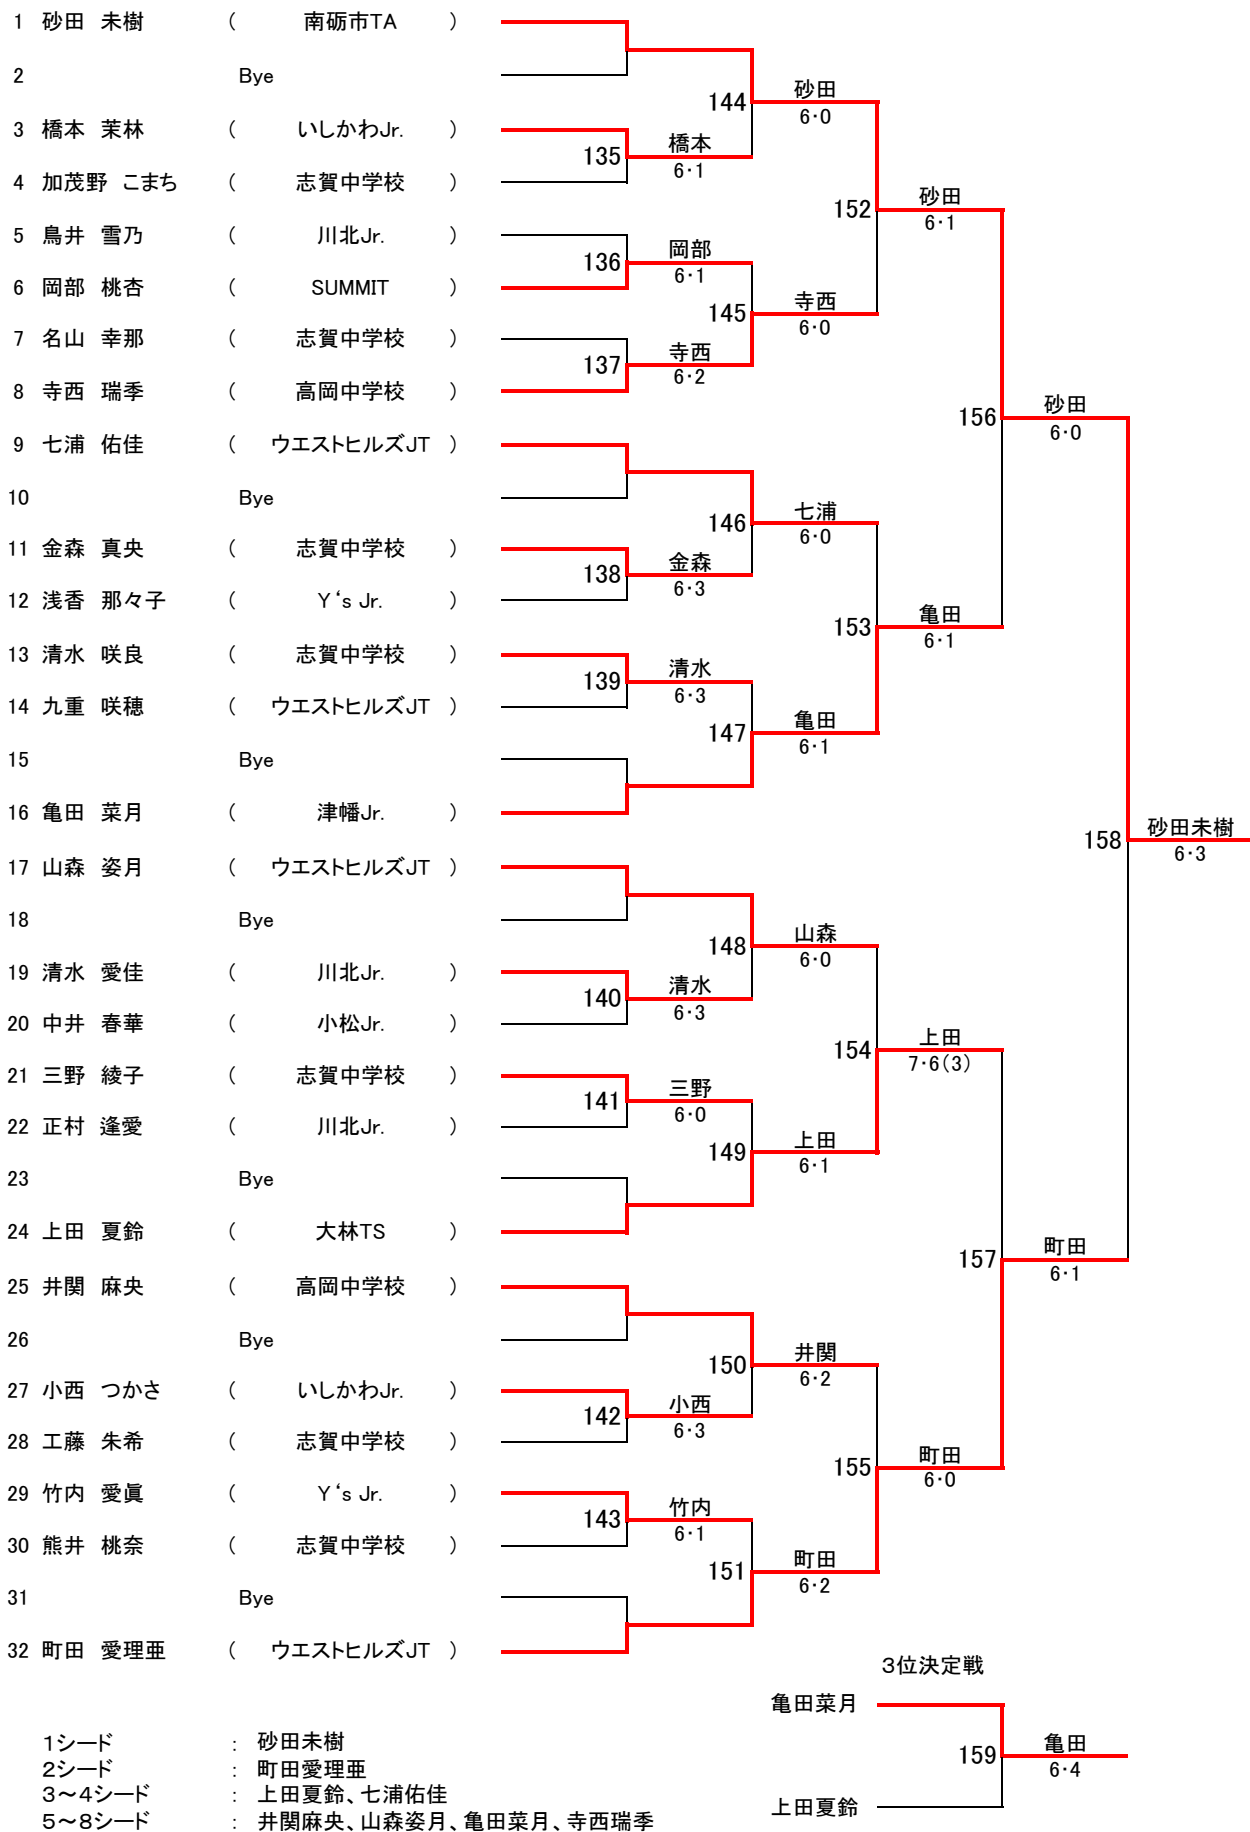 1 砂田 未樹 ( 南砺市TA )
2 Bye
144 砂田
6・0
3 橋本 茉林 ( いしかわJr. )
135 橋本
6・1
4 加茂野 こまち ( 志賀中学校 )
152 砂田
6・1
5 鳥井 雪乃 ( 川北Jr. )
136 岡部
6・1
6 岡部 桃杏 ( SUMMIT )
145 寺西
6・0
7 名山 幸那 ( 志賀中学校 )
137 寺西
6・2
8 寺西 瑞季 ( 高岡中学校 )
156 砂田
6・0
9 七浦 佑佳 ( ウエストヒルズJT )
10 Bye
146 七浦
6・0
11 金森 真央 ( 志賀中学校 )
138 金森
6・3
12 浅香 那々子 ( Y‘s Jr. )
153 亀田
6・1
13 清水 咲良 ( 志賀中学校 )
139 清水
6・3
14 九重 咲穂 ( ウエストヒルズJT )
147 亀田
6・1
15 Bye
16 亀田 菜月 ( 津幡Jr. )
158 砂田未樹
6・3
17 山森 姿月 ( ウエストヒルズJT )
18 Bye
148 山森
6・0
19 清水 愛佳 ( 川北Jr. )
140 清水
6・3
20 中井 春華 ( 小松Jr. )
154 上田
7・6(3)
21 三野 綾子 ( 志賀中学校 )
141 三野
6・0
22 正村 逢愛 ( 川北Jr. )
149 上田
6・1
23 Bye
24 上田 夏鈴 ( 大林TS )
157 町田
6・1
25 井関 麻央 ( 高岡中学校 )
26 Bye
150 井関
6・2
27 小西 つかさ ( いしかわJr. )
142 小西
6・3
28 工藤 朱希 ( 志賀中学校 )
155 町田
6・0
29 竹内 愛眞 ( Y‘s Jr. )
143 竹内
6・1
30 熊井 桃奈 ( 志賀中学校 )
151 町田
6・2
31 Bye
32 町田 愛理亜 ( ウエストヒルズJT )
3位決定戦
亀田菜月
159 亀田
6・4
上田夏鈴
1シード : 砂田未樹
2シード : 町田愛理亜
3～4シード : 上田夏鈴、七浦佑佳
5～8シード : 井関麻央、山森姿月、亀田菜月、寺西瑞季